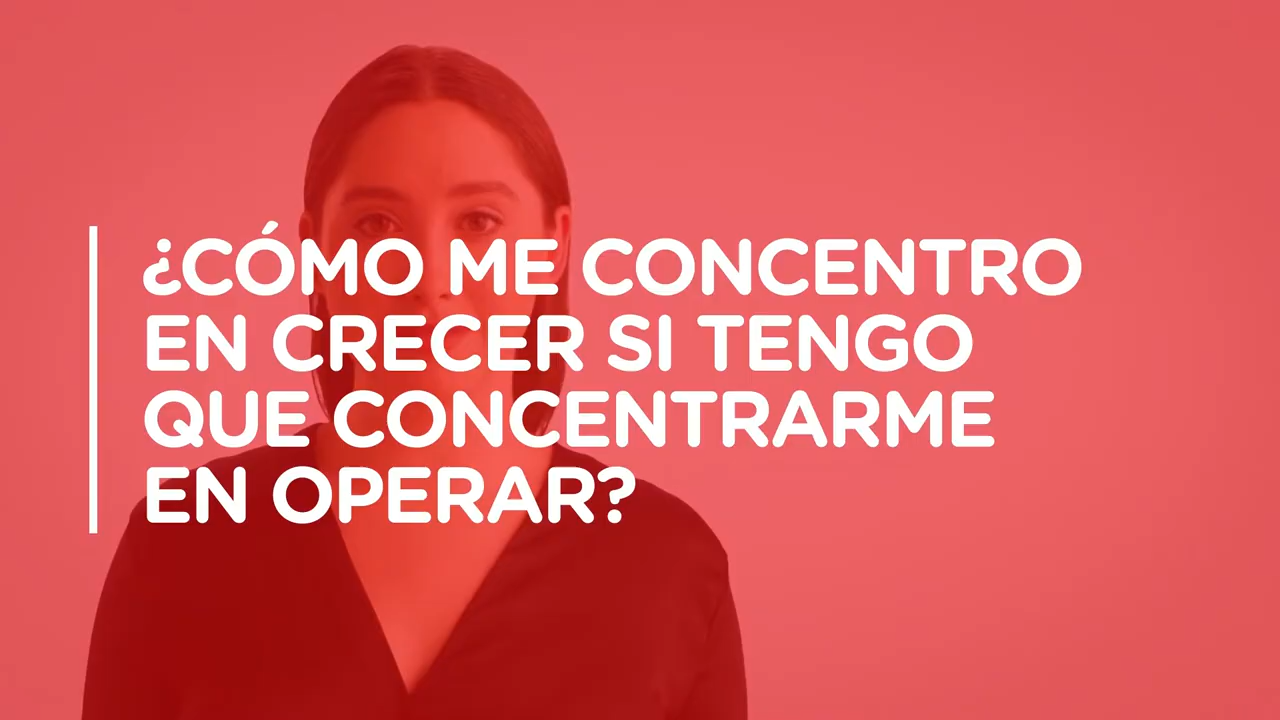 ¿CÓMO ME CONCENTRO
EN CRECER SI TENGO
QUE CONCENTRARME
EN OPERAR?